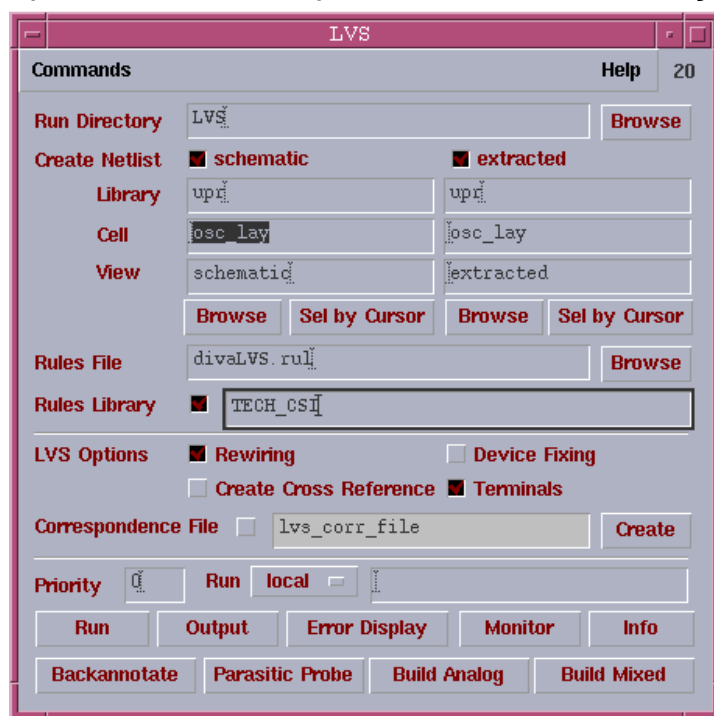 LVS
Commands Help 20
Run Directory LVS Browse
Create Netlist schematic extracted
Library upr upr
Cell osc_lay osc_lay
View schematic extracted
Browse Sel by Cursor Browse Sel by Cursor
Rules File divaLVS.rul Browse
Rules Library TECH_CSI
LVS Options Rewiring Device Fixing
Create Cross Reference Terminals
Correspondence File lvs_corr_file Create
Priority 0 Run local
Run Output Error Display Monitor Info
Backannotate Parasitic Probe Build Analog Build Mixed